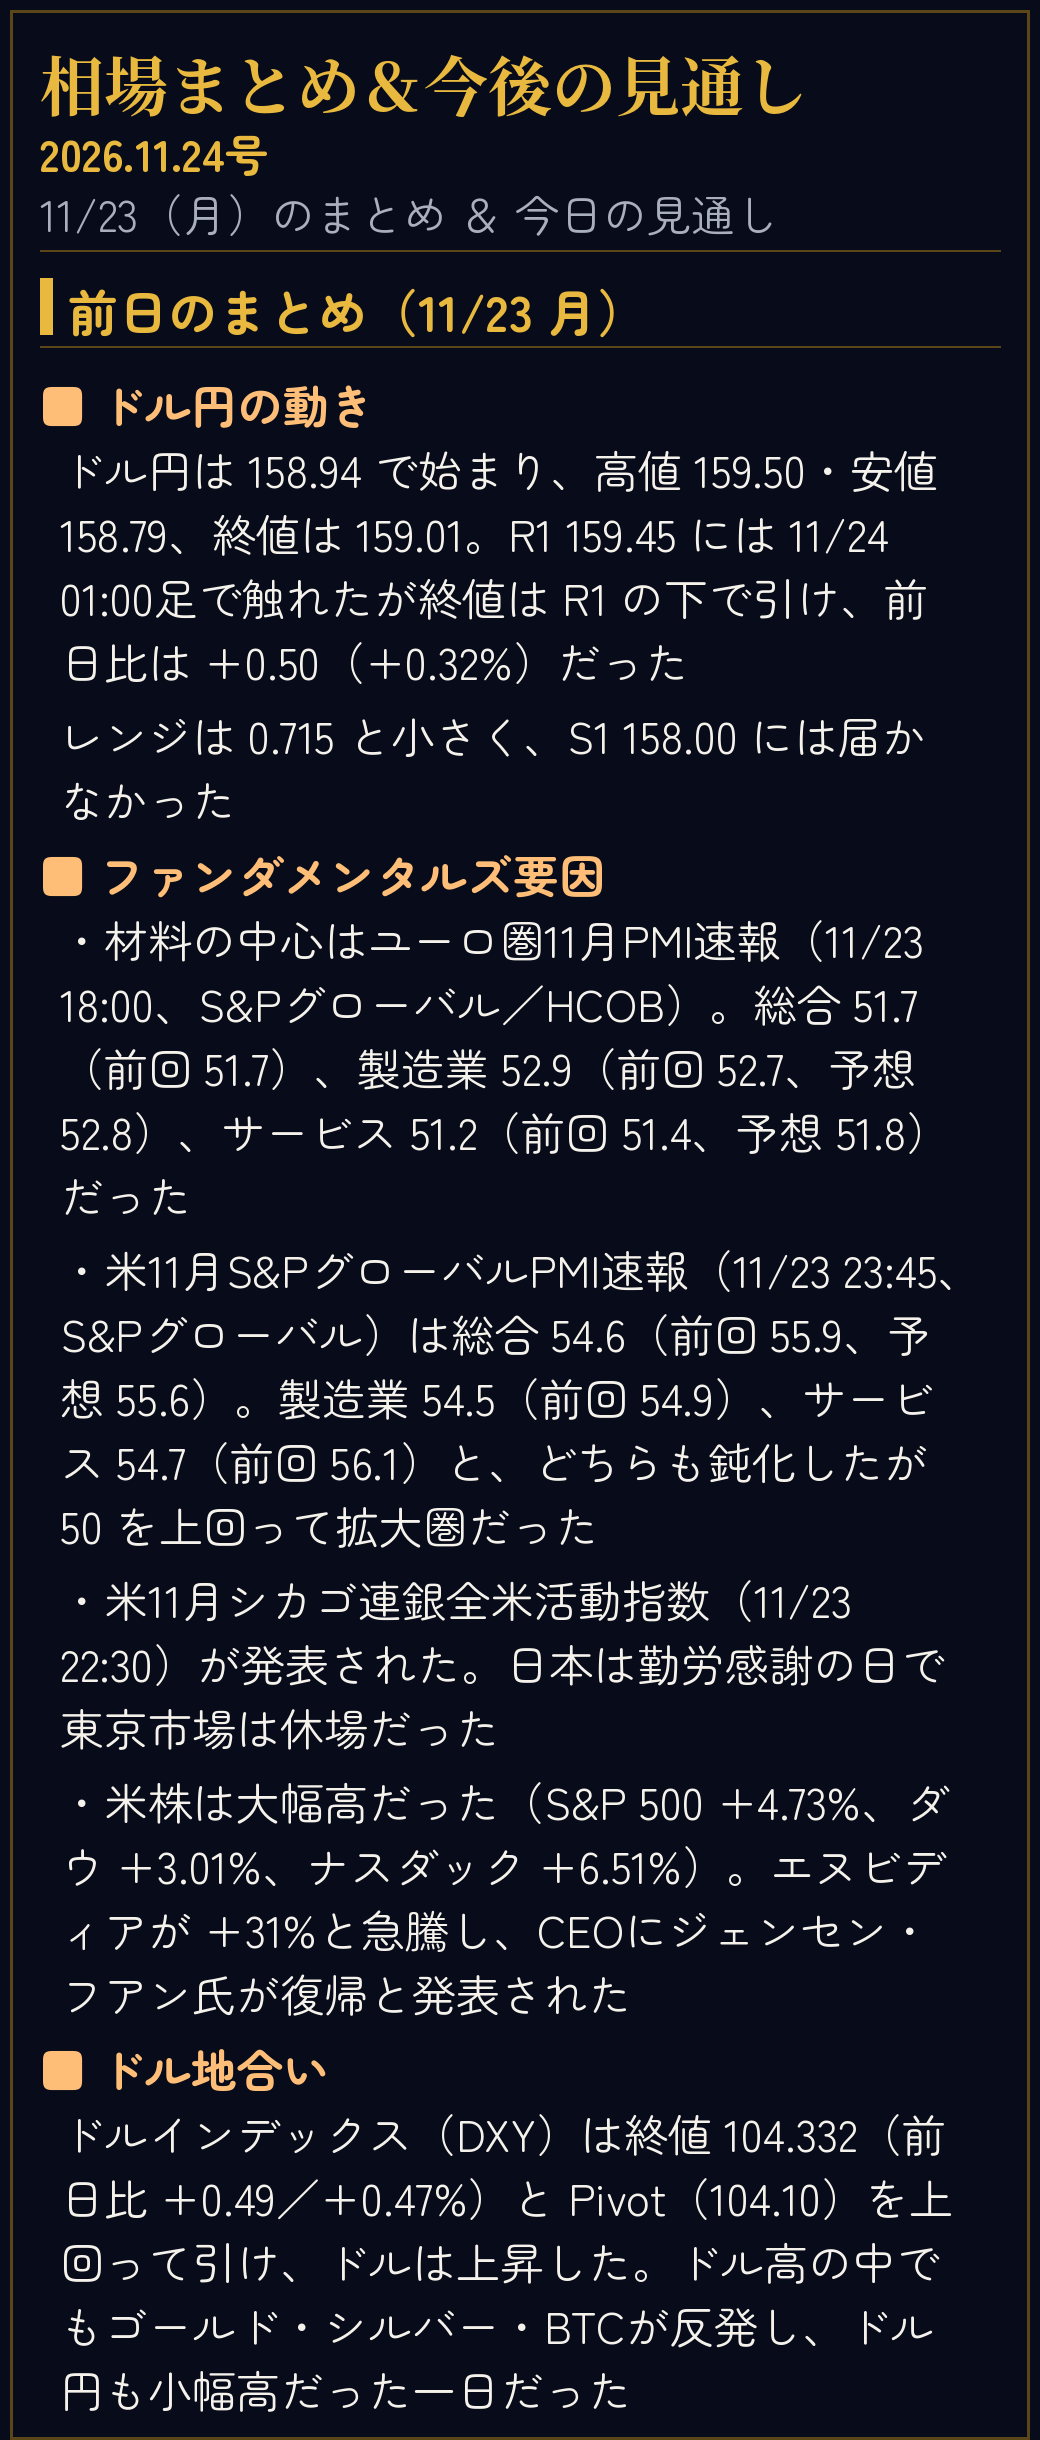 相場まとめ＆今後の見通し
2026.11.24号
11/23（月）のまとめ ＆ 今日の見通し
前日のまとめ（11/23 月）
■ ドル円の動き
ドル円は 158.94 で始まり、高値 159.50・安値
158.79、終値は 159.01。R1 159.45 には 11/24
01:00足で触れたが終値は R1 の下で引け、前
日比は ＋0.50（＋0.32%）だった
レンジは 0.715 と小さく、S1 158.00 には届か
なかった
■ ファンダメンタルズ要因
・材料の中心はユーロ圏11月PMI速報（11/23
18:00、S&Pグローバル／HCOB）。総合 51.7
（前回 51.7）、製造業 52.9（前回 52.7、予想
52.8）、サービス 51.2（前回 51.4、予想 51.8）
だった
・米11月S&PグローバルPMI速報（11/23 23:45、
S&Pグローバル）は総合 54.6（前回 55.9、予
想 55.6）。製造業 54.5（前回 54.9）、サービ
ス 54.7（前回 56.1）と、どちらも鈍化したが
50 を上回って拡大圏だった
・米11月シカゴ連銀全米活動指数（11/23
22:30）が発表された。日本は勤労感謝の日で
東京市場は休場だった
・米株は大幅高だった（S&P 500 ＋4.73%、ダ
ウ ＋3.01%、ナスダック ＋6.51%）。エヌビデ
ィアが ＋31%と急騰し、CEOにジェンセン・
フアン氏が復帰と発表された
■ ドル地合い
ドルインデックス（DXY）は終値 104.332（前
日比 ＋0.49／＋0.47%）と Pivot（104.10）を上
回って引け、ドルは上昇した。ドル高の中で
もゴールド・シルバー・BTCが反発し、ドル
円も小幅高だった一日だった